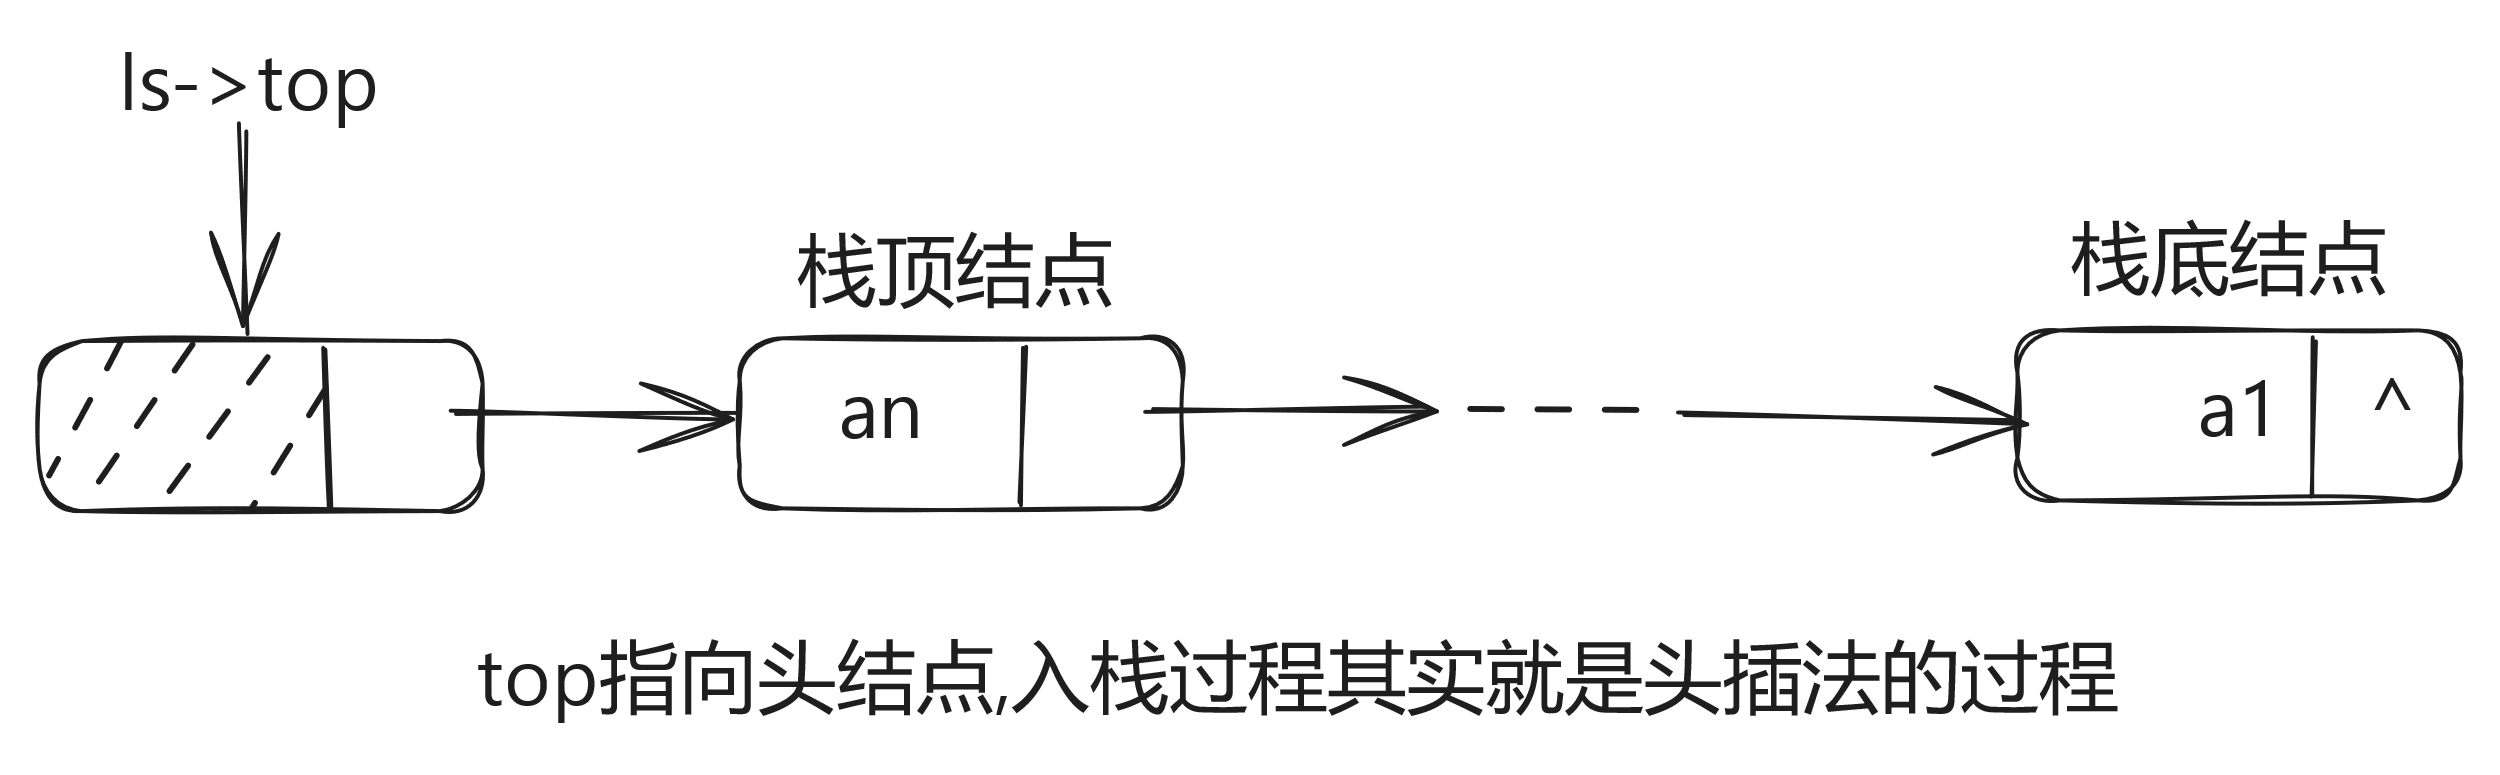 ls->top
栈顶结点
栈底结点
an
a1
^
top指向头结点,入栈过程其实就是头插法的过程